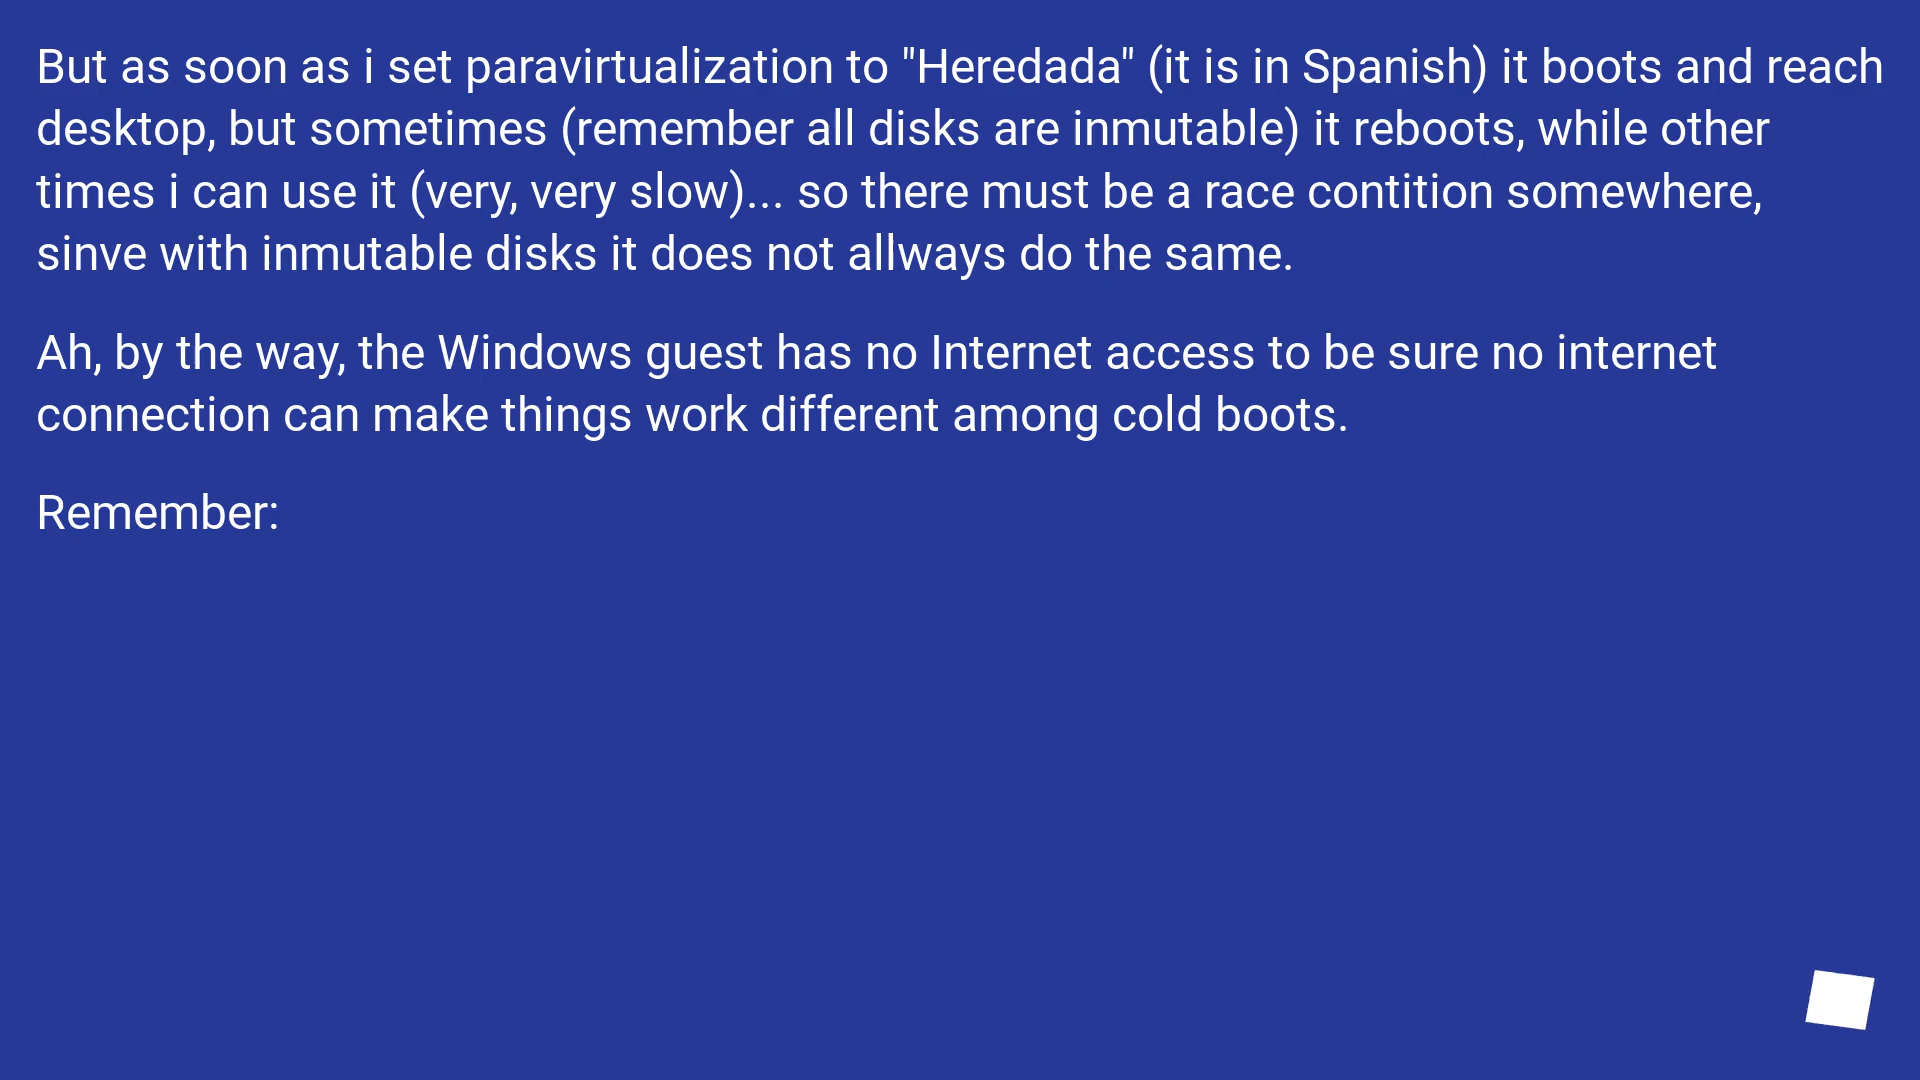 But as soon as i set paravirtualization to "Heredada" (it is in Spanish) it boots and reach
desktop, but sometimes (remember all disks are inmutable) it reboots, while other
times i can use it (very, very slow)... so there must be a race contition somewhere,
sinve with inmutable disks it does not allways do the same.
Ah, by the way, the Windows guest has no Internet access to be sure no internet
connection can make things work different among cold boots.
Remember: